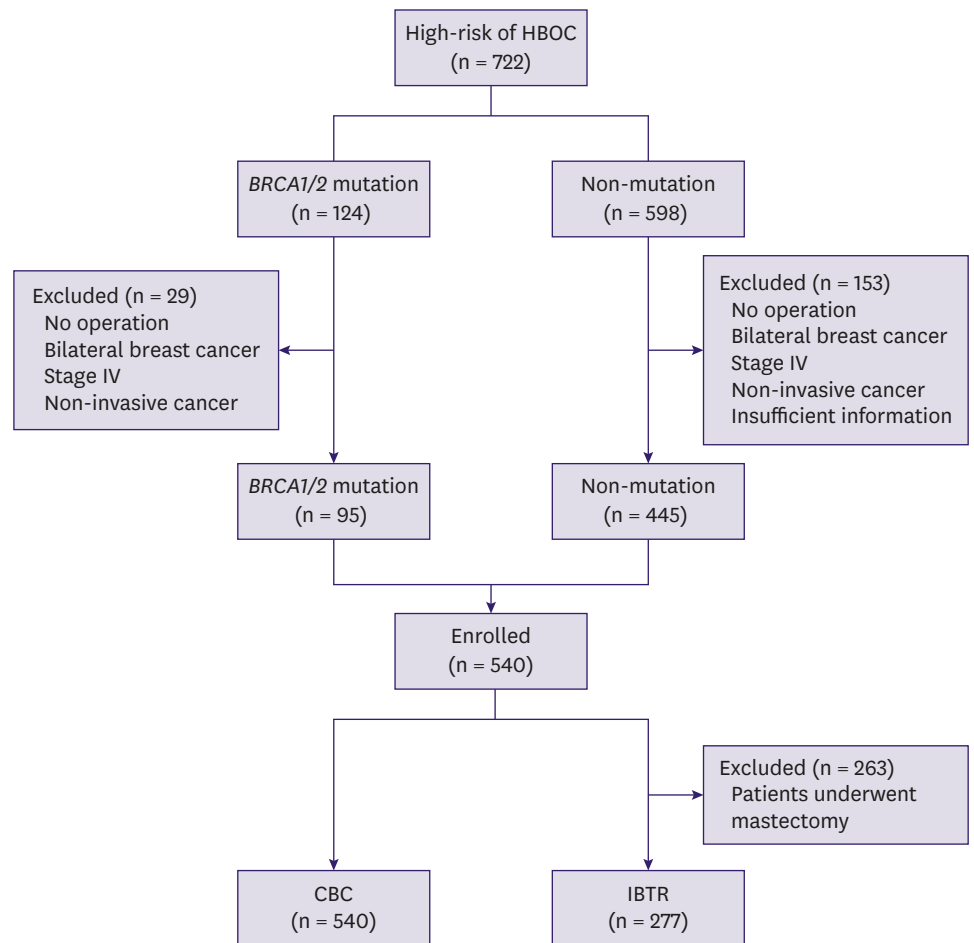 High-risk of HBOC
(n = 722)
BRCA1/2 mutation
(n = 124)
Non-mutation
(n = 598)
Excluded (n = 29)
No operation
Bilateral breast cancer
Stage IV
Non-invasive cancer
Excluded (n = 153)
No operation
Bilateral breast cancer
Stage IV
Non-invasive cancer
Insufficient information
BRCA1/2 mutation
(n = 95)
Non-mutation
(n = 445)
Enrolled
(n = 540)
Excluded (n = 263)
Patients underwent
mastectomy
CBC
(n = 540)
IBTR
(n = 277)